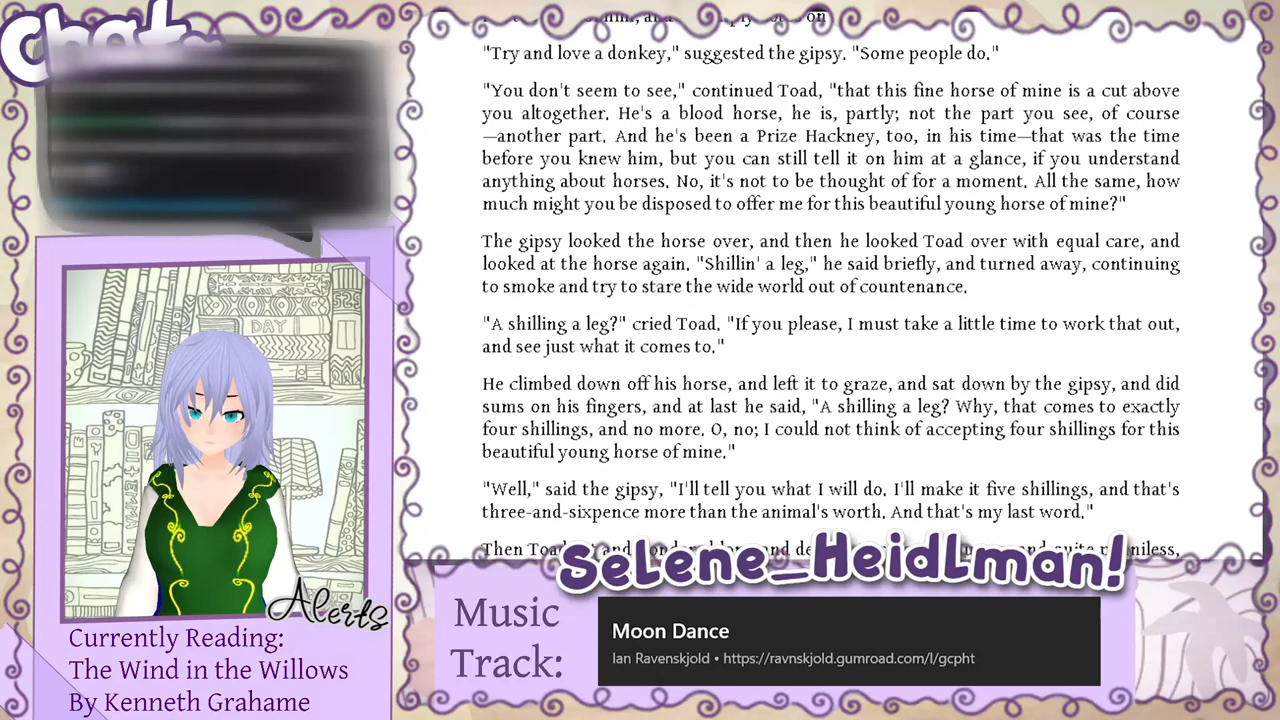 Chat
"Try and love a donkey," suggested the gipsy. "Some people do."
"You don't seem to see," continued Toad, "that this fine horse of mine is a cut above
you altogether. He's a blood horse, he is, partly; not the part you see, of course
—another part. And he's been a Prize Hackney, too, in his time—that was the time
before you knew him, but you can still tell it on him at a glance, if you understand
anything about horses. No, it's not to be thought of for a moment. All the same, how
much might you be disposed to offer me for this beautiful young horse of mine?"
The gipsy looked the horse over, and then he looked Toad over with equal care, and
looked at the horse again. "Shillin' a leg," he said briefly, and turned away, continuing
to smoke and try to stare the wide world out of countenance.
"A shilling a leg?" cried Toad. "If you please, I must take a little time to work that out,
and see just what it comes to."
He climbed down off his horse, and left it to graze, and sat down by the gipsy, and did
sums on his fingers, and at last he said, "A shilling a leg? Why, that comes to exactly
four shillings, and no more. O, no; I could not think of accepting four shillings for this
beautiful young horse of mine."
"Well," said the gipsy, "I'll tell you what I will do. I'll make it five shillings, and that's
three-and-sixpence more than the animal's worth. And that's my last word."
Then Toad and
DAY
Alerts
Currently Reading:
The Wind in the Willows
By Kenneth Grahame
Selene_Heidlman!
Music
Track:
Moon Dance
Ian Ravenskjold • https://ravnskjold.gumroad.com/l/gcpht